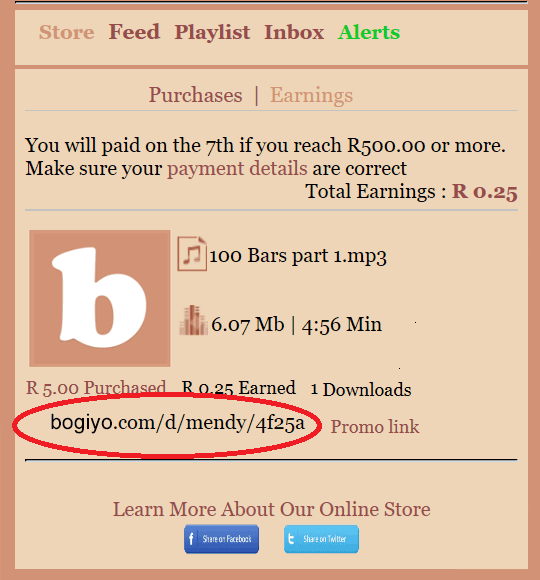 Store Feed Playlist Inbox Alerts
Purchases | Earnings
You will paid on the 7th if you reach R500.00 or more.
Make sure your payment details are correct
Total Earnings : R 0.25
b
100 Bars part 1.mp3
6.07 Mb | 4:56 Min
R 5.00 Purchased R 0.25 Earned 1 Downloads
bogiyo.com/d/mendy/4f25a Promo link
Learn More About Our Online Store
f Share on Facebook Share on Twitter